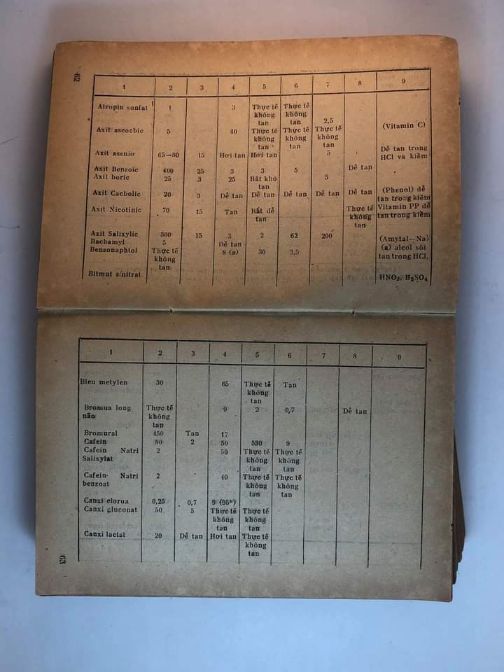 62
1 2 3 4 5 6 7 8 9
Atropin sunfat 1 3 Thực tế Thực tế
không không
tan tan 2,5 (Vitamin C)
Axit ascocbic 5 40 Thực tế Thực tế Thực tế
không không không
tan tan tan Dễ tan trong
Axit asenio 65—80 15 Hơi tan Hơi tan 5 HCl và kiềm
Axit Benzoic 400 25 3 3 5 Dễ tan
Axit boric 25 3 25 Rất khó 5
tan
Axit Cacbolic 20 3 Dễ tan Dễ tan Dễ tan Dễ tan Dễ tan (Phenol) dễ
tan trong kiềm
Axit Nicotinic 70 15 Tan Rất dễ Thực tế Vitamin PP dễ
tan không tan trong kiềm
tan
Axit Salixylic 500 15 3 2 62 200
Bacbamyl 5 Dễ tan (Amytal—Na)
Benzonaphtol Thực tế 8 (a) 30 3,5 (a) alcol sôi
không tan trong HCl,
tan
Bitmut s/nitrat HNO₃, H₂SO₄
1 2 3 4 5 6 7 8 9
Bleu metylen 30 65 Thực tế Tan
không
tan
Bromua long Thực tế 9 2 0,7 Dễ tan
não không
tan
Bromural 450 Tan 17
Cafein 80 2 50 530 9
Cafein Natri 2 50 Thực tế Thực tế
Salixylat không không
tan tan
Cafein- Natri 2 40 Thực tế Thực tế
benzoat không không
tan tan
Canxi clorua 0,25 0,7 8 (96°)
Canxi gluconat 50 5 Thực tế Thực tế
không không
tan tan
Canxi lactat 20 Dễ tan Hơi tan Thực tế
không
tan
63